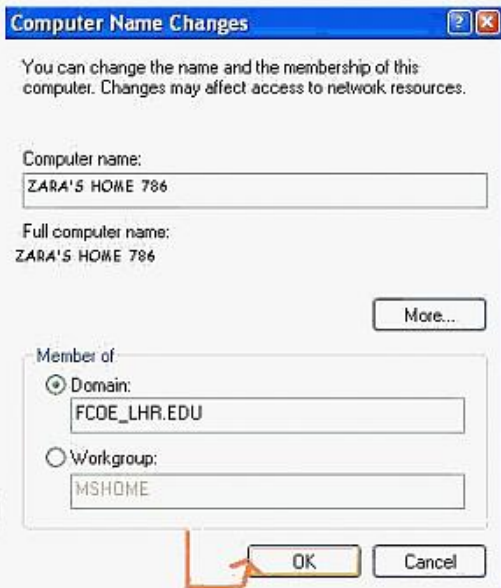 Computer Name Changes
You can change the name and the membership of this
computer. Changes may affect access to network resources.
Computer name:
ZARA'S HOME 786
Full computer name:
ZARA'S HOME 786
More...
Member of
Domain:
FCOE_LHR.EDU
Workgroup:
MSHOME
OK
Cancel